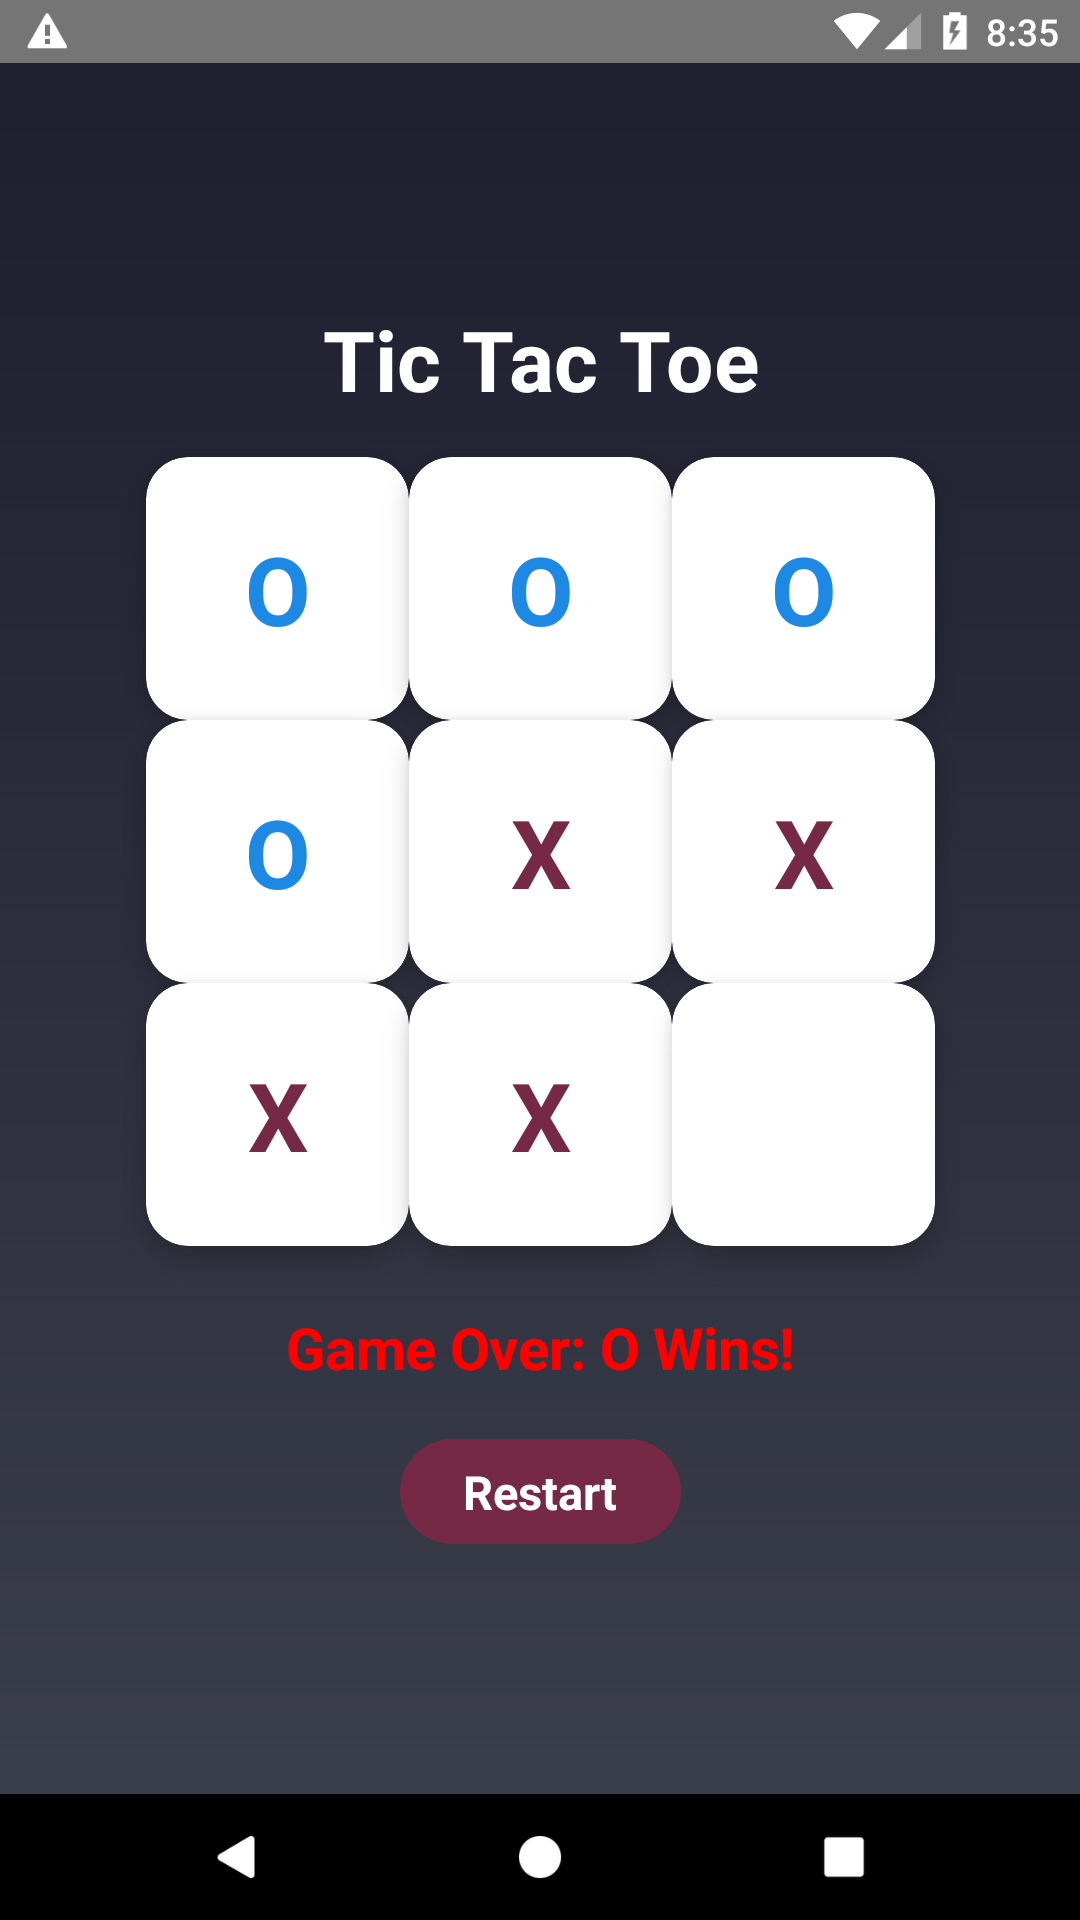 8:35
Tic Tac Toe
O O O
O X X
X X
Game Over: O Wins!
Restart